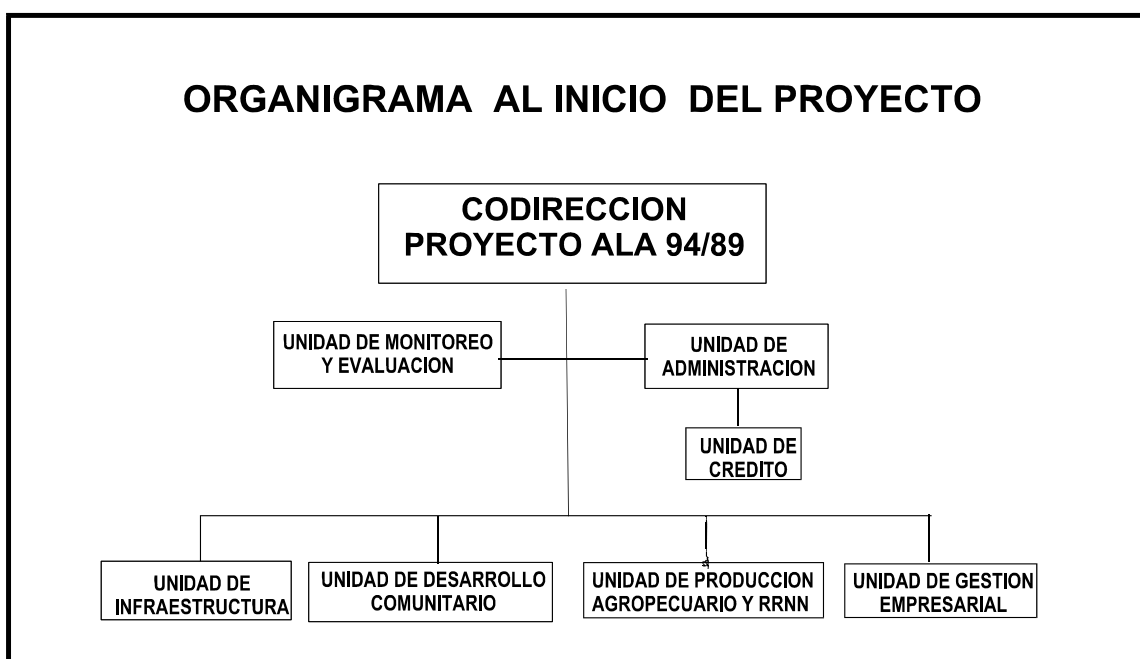 ORGANIGRAMA AL INICIO DEL PROYECTO
CODIRECCION
PROYECTO ALA 94/89
UNIDAD DE MONITOREO
Y EVALUACION
UNIDAD DE
ADMINISTRACION
UNIDAD DE
CREDITO
UNIDAD DE
INFRAESTRUCTURA
UNIDAD DE DESARROLLO
COMUNITARIO
UNIDAD DE PRODUCCION
AGROPECUARIO Y RRNN
UNIDAD DE GESTION
EMPRESARIAL